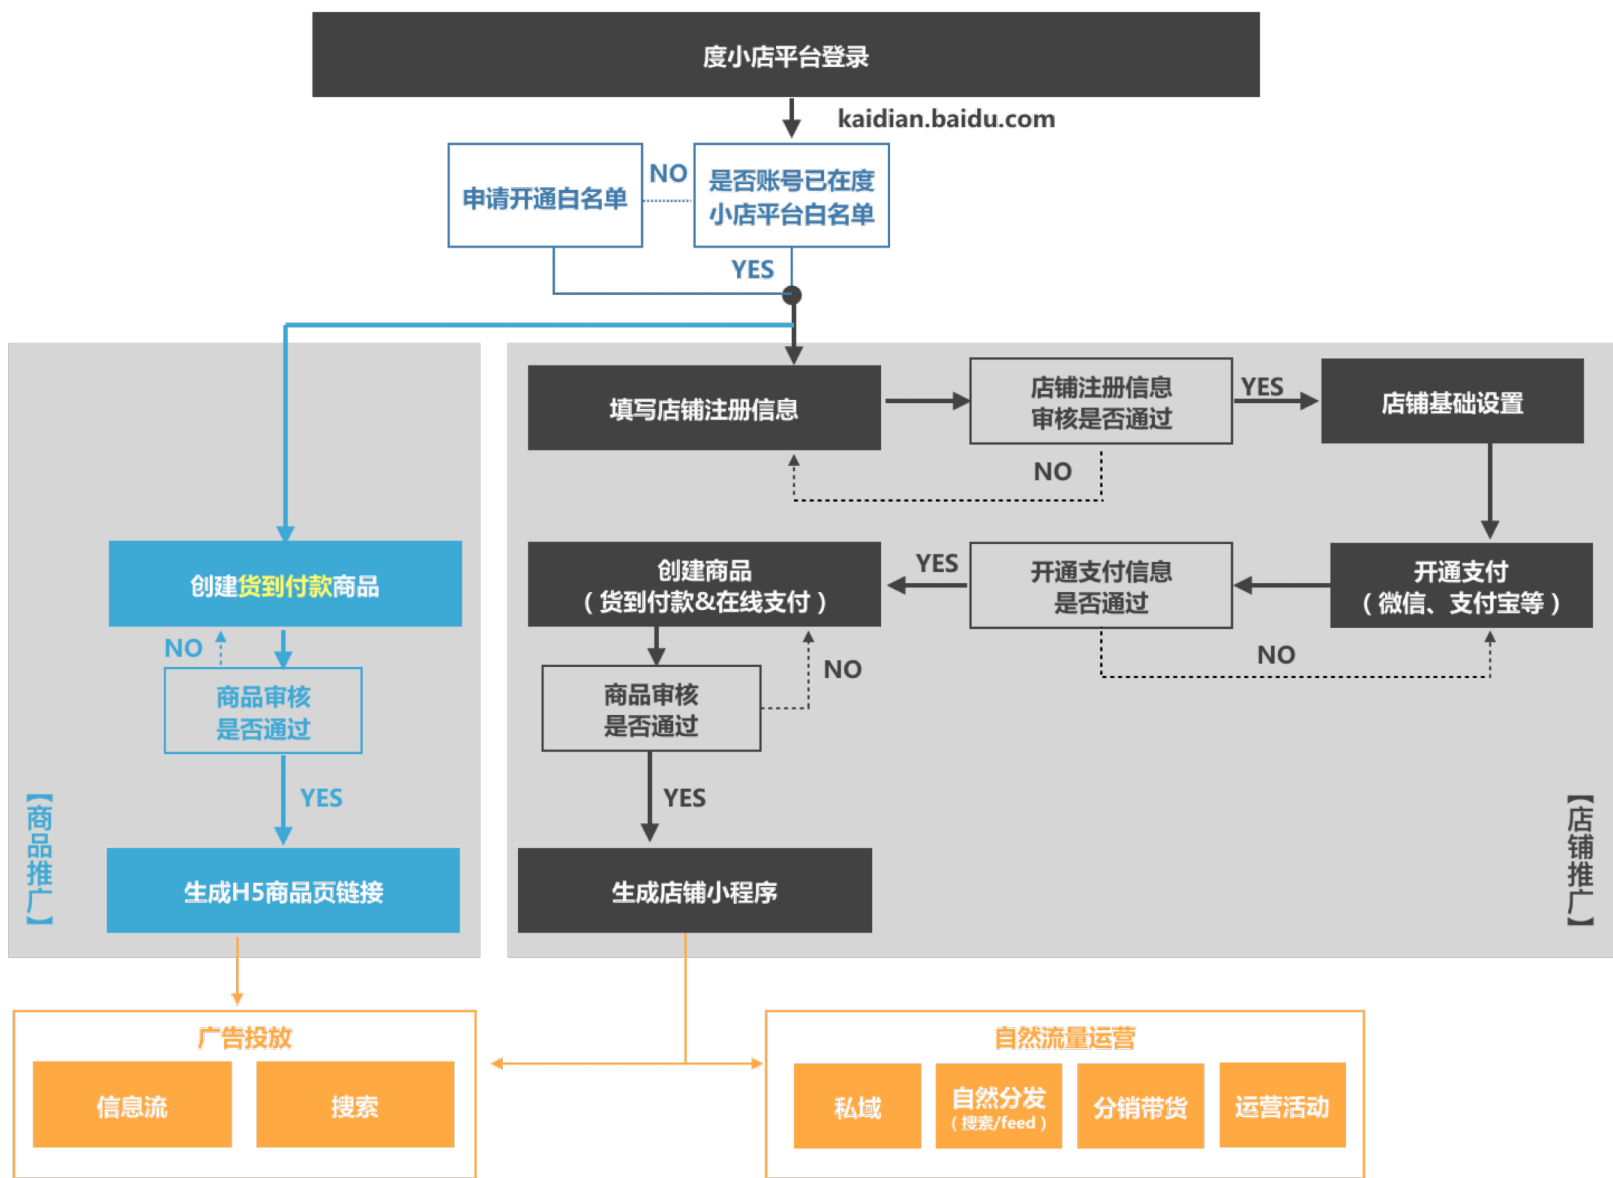 度小店平台登录
kaidian.baidu.com
申请开通白名单
NO
是否账号已在度
小店平台白名单
YES
填写店铺注册信息
店铺注册信息
审核是否通过
YES
店铺基础设置
NO
创建货到付款商品
创建商品
（货到付款&在线支付）
YES
开通支付信息
是否通过
开通支付
（微信、支付宝等）
NO
NO
NO
商品审核
是否通过
商品审核
是否通过
YES
YES
【商品推广】
【店铺推广】
生成H5商品页链接
生成店铺小程序
广告投放
信息流
搜索
自然流量运营
私域
自然分发
（搜索/feed）
分销带货
运营活动